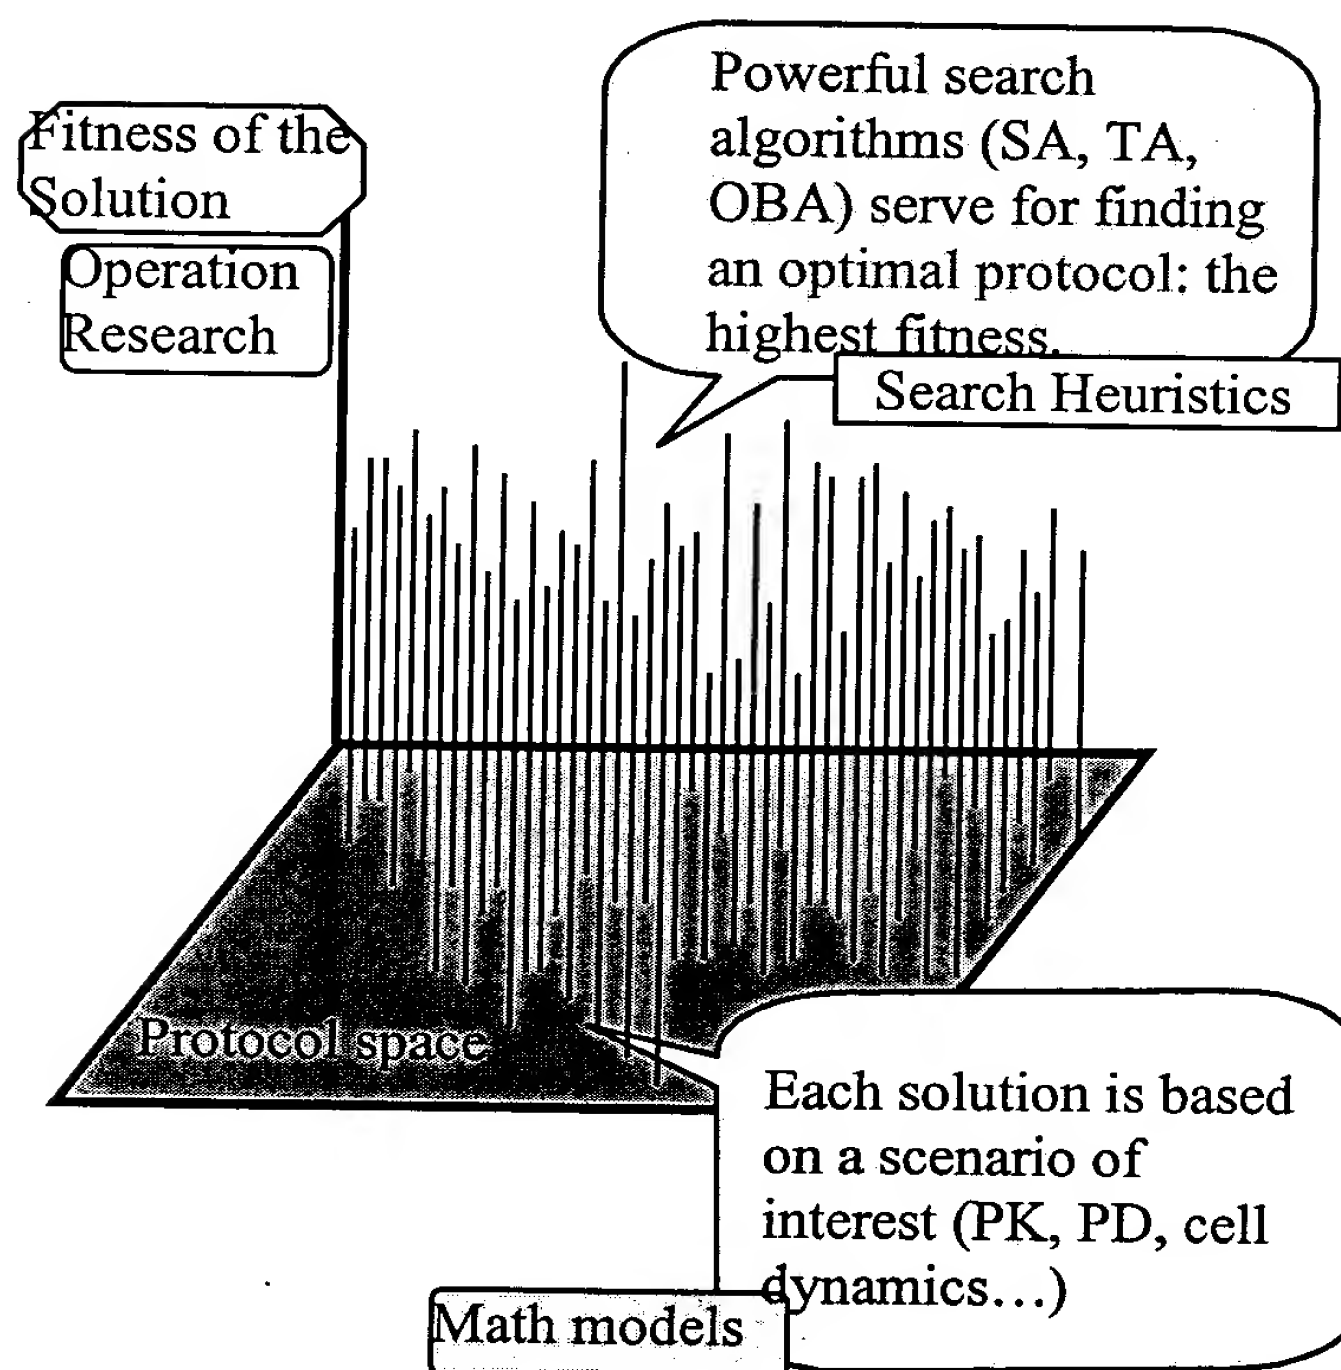 Fitness of the
Solution
Operation
Research
Powerful search
algorithms (SA, TA,
OBA) serve for finding
an optimal protocol: the
highest fitness.
Search Heuristics
Protocol space
Each solution is based
on a scenario of
interest (PK, PD, cell
dynamics...)
Math models